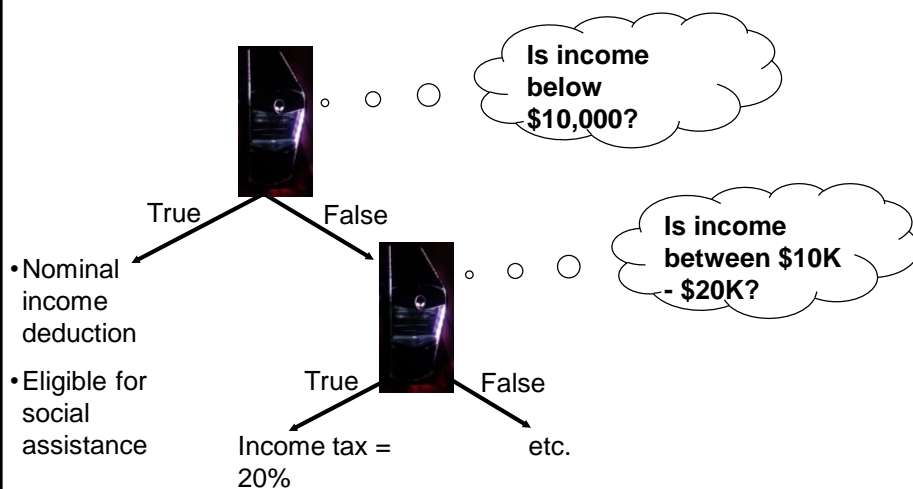 Is income
below
$10,000?
True
False
•Nominal
income
deduction
•Eligible for
social
assistance
Is income
between $10K
- $20K?
True
False
Income tax =
20%
etc.